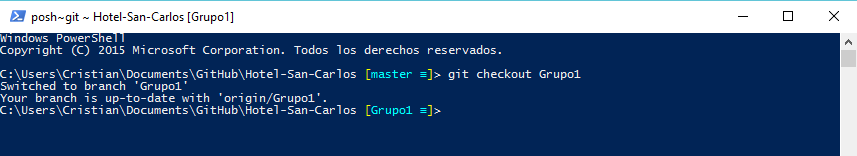 posh~git ~ Hotel-San-Carlos [Grupo1]
Windows PowerShell
Copyright (C) 2015 Microsoft Corporation. Todos los derechos reservados.
C:\Users\Cristian\Documents\GitHub\Hotel-San-Carlos [master ≡]> git checkout Grupo1
Switched to branch 'Grupo1'
Your branch is up-to-date with 'origin/Grupo1'.
C:\Users\Cristian\Documents\GitHub\Hotel-San-Carlos [Grupo1 ≡]>